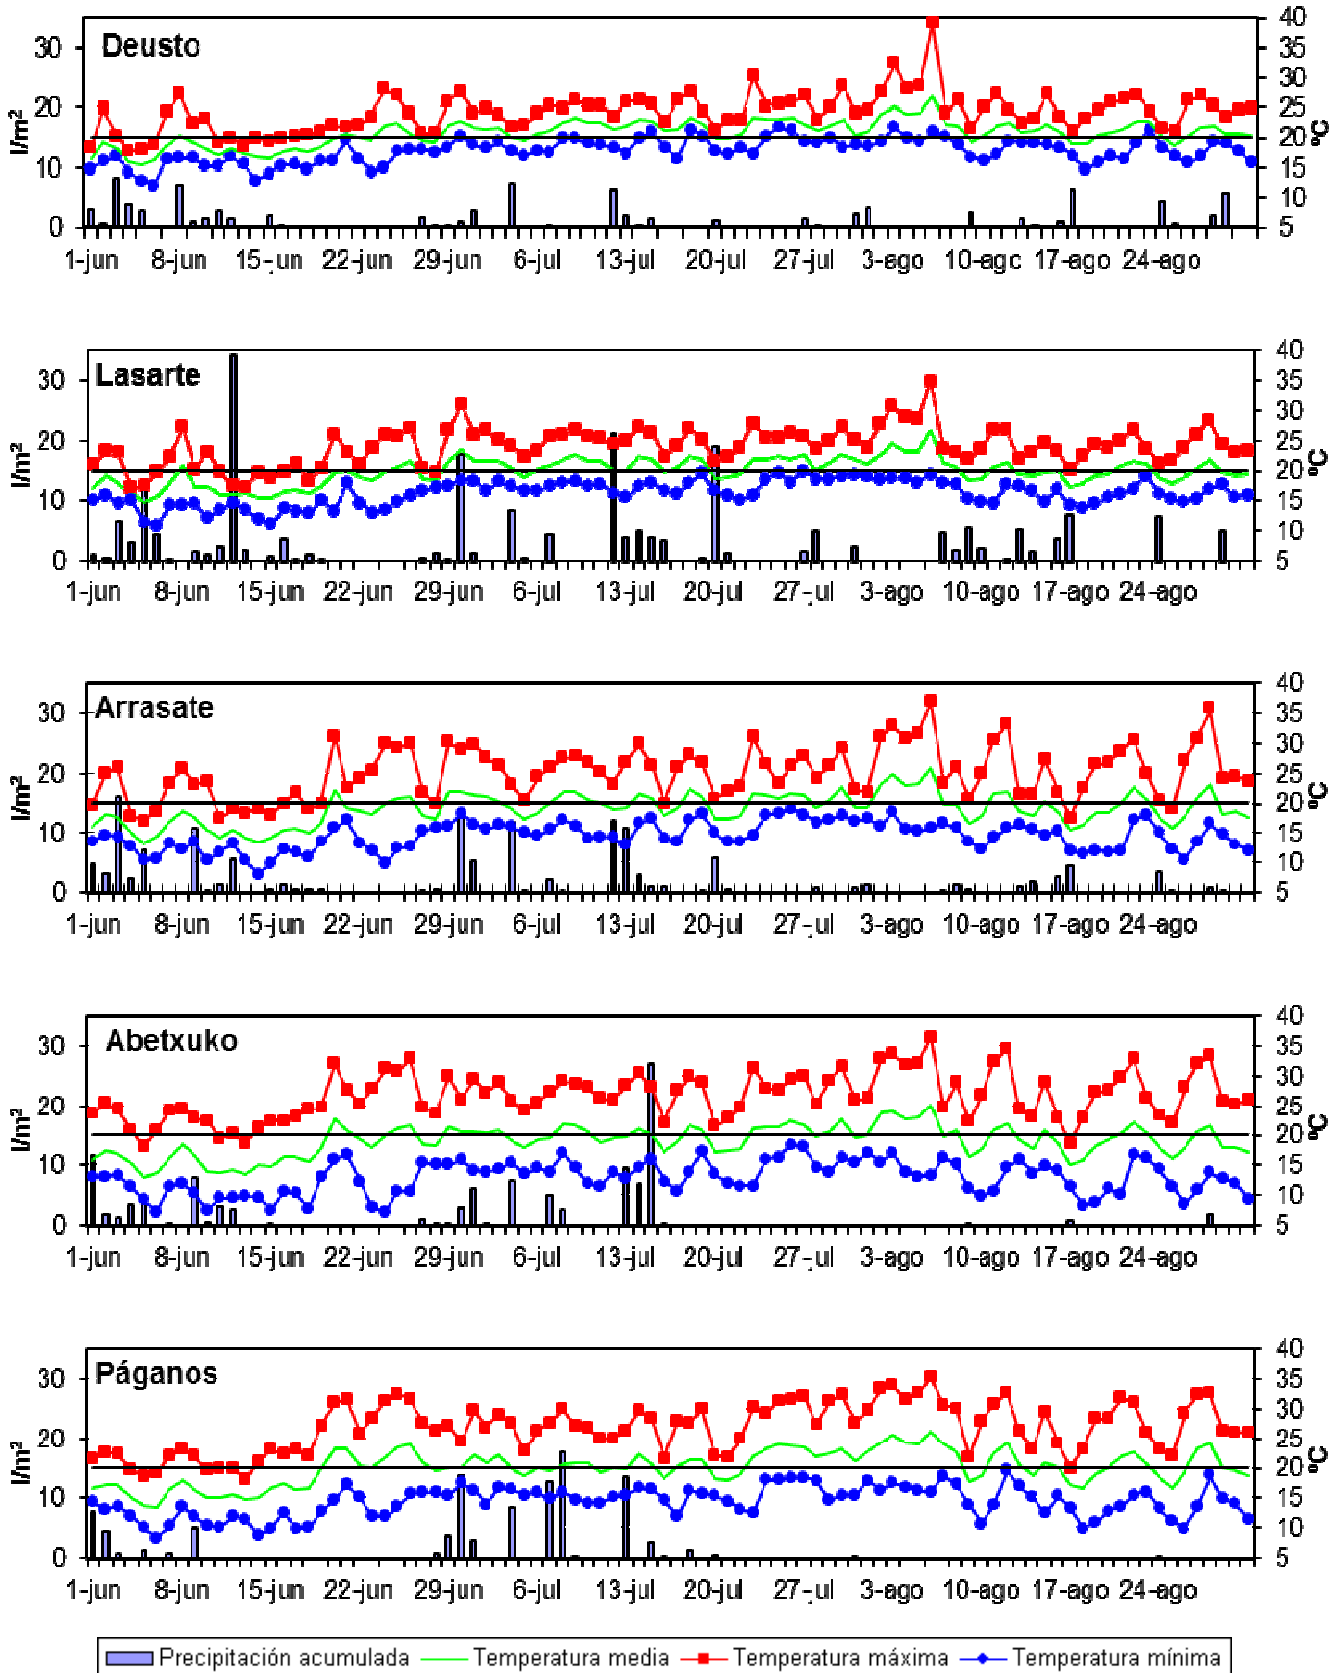 Deusto
l/m²
ºC
30
20
10
0
40
35
30
25
20
15
10
5
1-jun 8-jun 15-jun 22-jun 29-jun 6-jul 13-jul 20-jul 27-jul 3-ago 10-agc 17-ago 24-ago
Lasarte
l/m²
ºC
30
20
10
0
40
35
30
25
20
15
10
5
1-jun 8-jun 15-jun 22-jun 29-jun 6-jul 13-jul 20-jul 27-jul 3-ago 10-ago 17-ago 24-ago
Arrasate
l/m²
ºC
30
20
10
0
40
35
30
25
20
15
10
5
1-jun 8-jun 15-jun 22-jun 29-jun 6-jul 13-jul 20-jul 27-jul 3-ago 10-ago 17-ago 24-ago
Abetxuko
l/m²
ºC
30
20
10
0
40
35
30
25
20
15
10
5
1-jun 8-jun 15-jun 22-jun 29-jun 6-jul 13-jul 20-jul 27-jul 3-ago 10-ago 17-ago 24-ago
Páganos
l/m²
ºC
30
20
10
0
40
35
30
25
20
15
10
5
1-jun 8-jun 15-jun 22-jun 29-jun 6-jul 13-jul 20-jul 27-jul 3-ago 10-ago 17-ago 24-ago
Precipitación acumulada Temperatura media Temperatura máxima Temperatura mínima